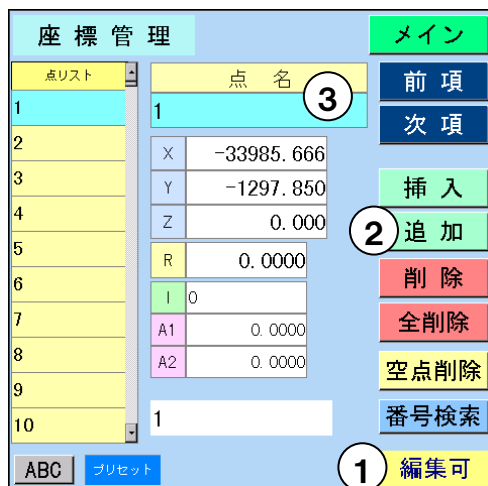 座標管理
メイン
点リスト
1
2
3
4
5
6
7
8
9
10
点 名
③
1
X -33985.666
Y -1297.850
Z 0.000
R 0.0000
I 0
A1 0.0000
A2 0.0000
1
前 項
次 項
挿 入
② 追 加
削 除
全削除
空点削除
番号検索
ABC
プリセット
① 編集可